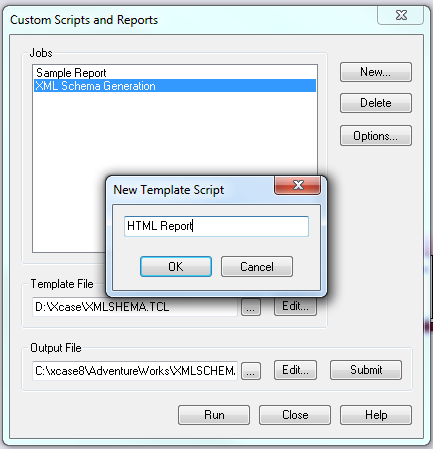 Custom Scripts and Reports
Jobs
Sample Report
XML Schema Generation
New...
Delete
Options...
New Template Script
HTML Report
OK
Cancel
Template File
D:\Xcase\XMLSHEMA.TCL
...
Edit...
Output File
C:\xcase8\AdventureWorks\XMLSCHEM.
...
Edit...
Submit
Run
Close
Help